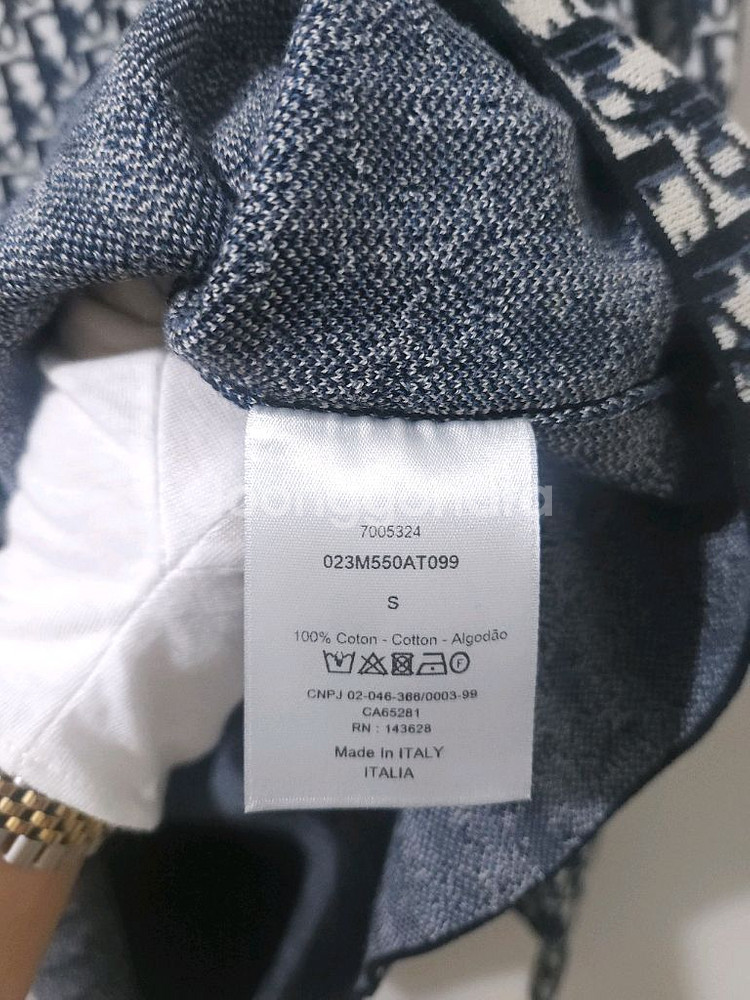 joonggonara
7005324
023M550AT099
S
100% Coton - Cotton - Algodão
F
CNPJ 02-046-366/0003-99
CA65281
RN : 143628
Made In ITALY
ITALIA